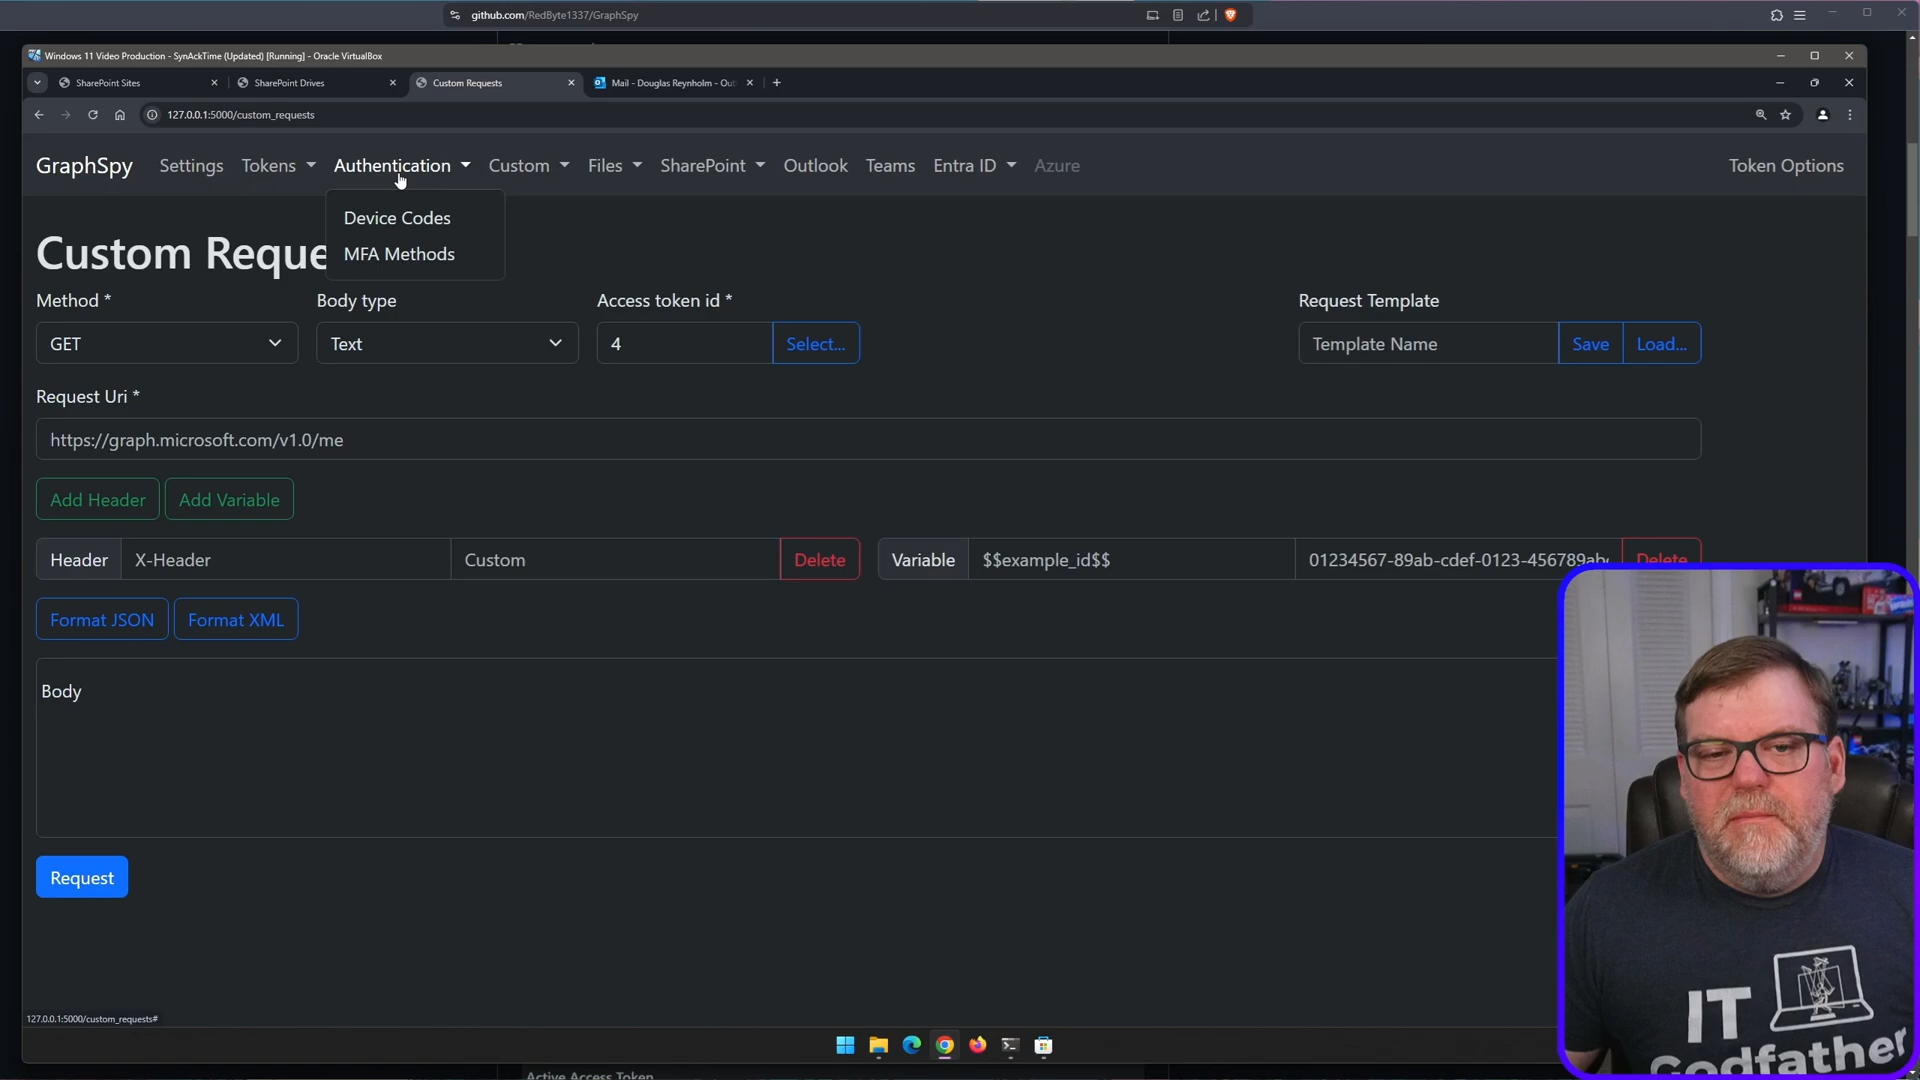 github.com/RedByte1337/GraphSpy
Windows 11 Video Production - SynAckTime (Updated) [Running] - Oracle VirtualBox
SharePoint Sites
SharePoint Drives
Custom Requests
Mail - Douglas Reynholm - Out
127.0.0.1:5000/custom_requests
GraphSpy Settings Tokens Authentication Custom Files SharePoint Outlook Teams Entra ID Azure Token Options
Device Codes
MFA Methods
Custom Reque
Method * Body type Access token id * Request Template
GET Text 4 Select... Template Name Save Load...
Request Uri *
https://graph.microsoft.com/v1.0/me
Add Header Add Variable
Header X-Header Custom Delete Variable $$example_id$$ 01234567-89ab-cdef-0123-456789ab Delete
Format JSON Format XML
Body
Request
127.0.0.1:5000/custom_requests#
Active Access Token
IT
Godfather